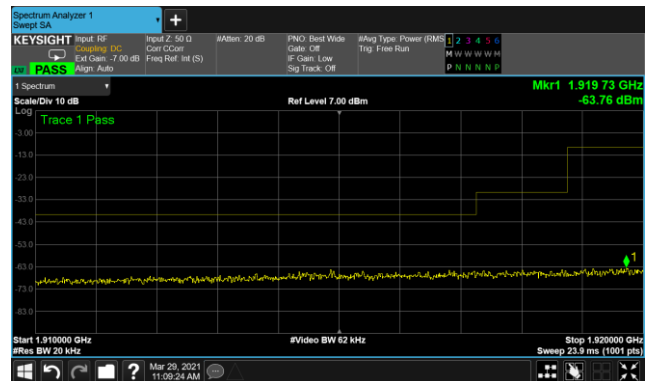 Spectrum Analyzer 1
Swept SA
+
KEYSIGHT Input: RF Input Z: 50 Ω #Atten: 20 dB PNO: Best Wide #Avg Type: Power (RMS 1 2 3 4 5 6
Coupling: DC Corr CCorr Gate: Off Trig: Free Run M W W W W M
Ext Gain: -7.00 dB Freq Ref: Int (S) IF Gain: Low P N N N N P
PASS Align: Auto Sig Track: Off
1 Spectrum Mkr1 1.919 73 GHz
Scale/Div 10 dB Ref Level 7.00 dBm -63.76 dBm
Log
Trace 1 Pass
-3.00
-13.0
-23.0
-33.0
-43.0
-53.0
-63.0
1
-73.0
-83.0
Start 1.910000 GHz #Video BW 62 kHz Stop 1.920000 GHz
#Res BW 20 kHz Sweep 23.9 ms (1001 pts)
? Mar 29, 2021
11:09:24 AM